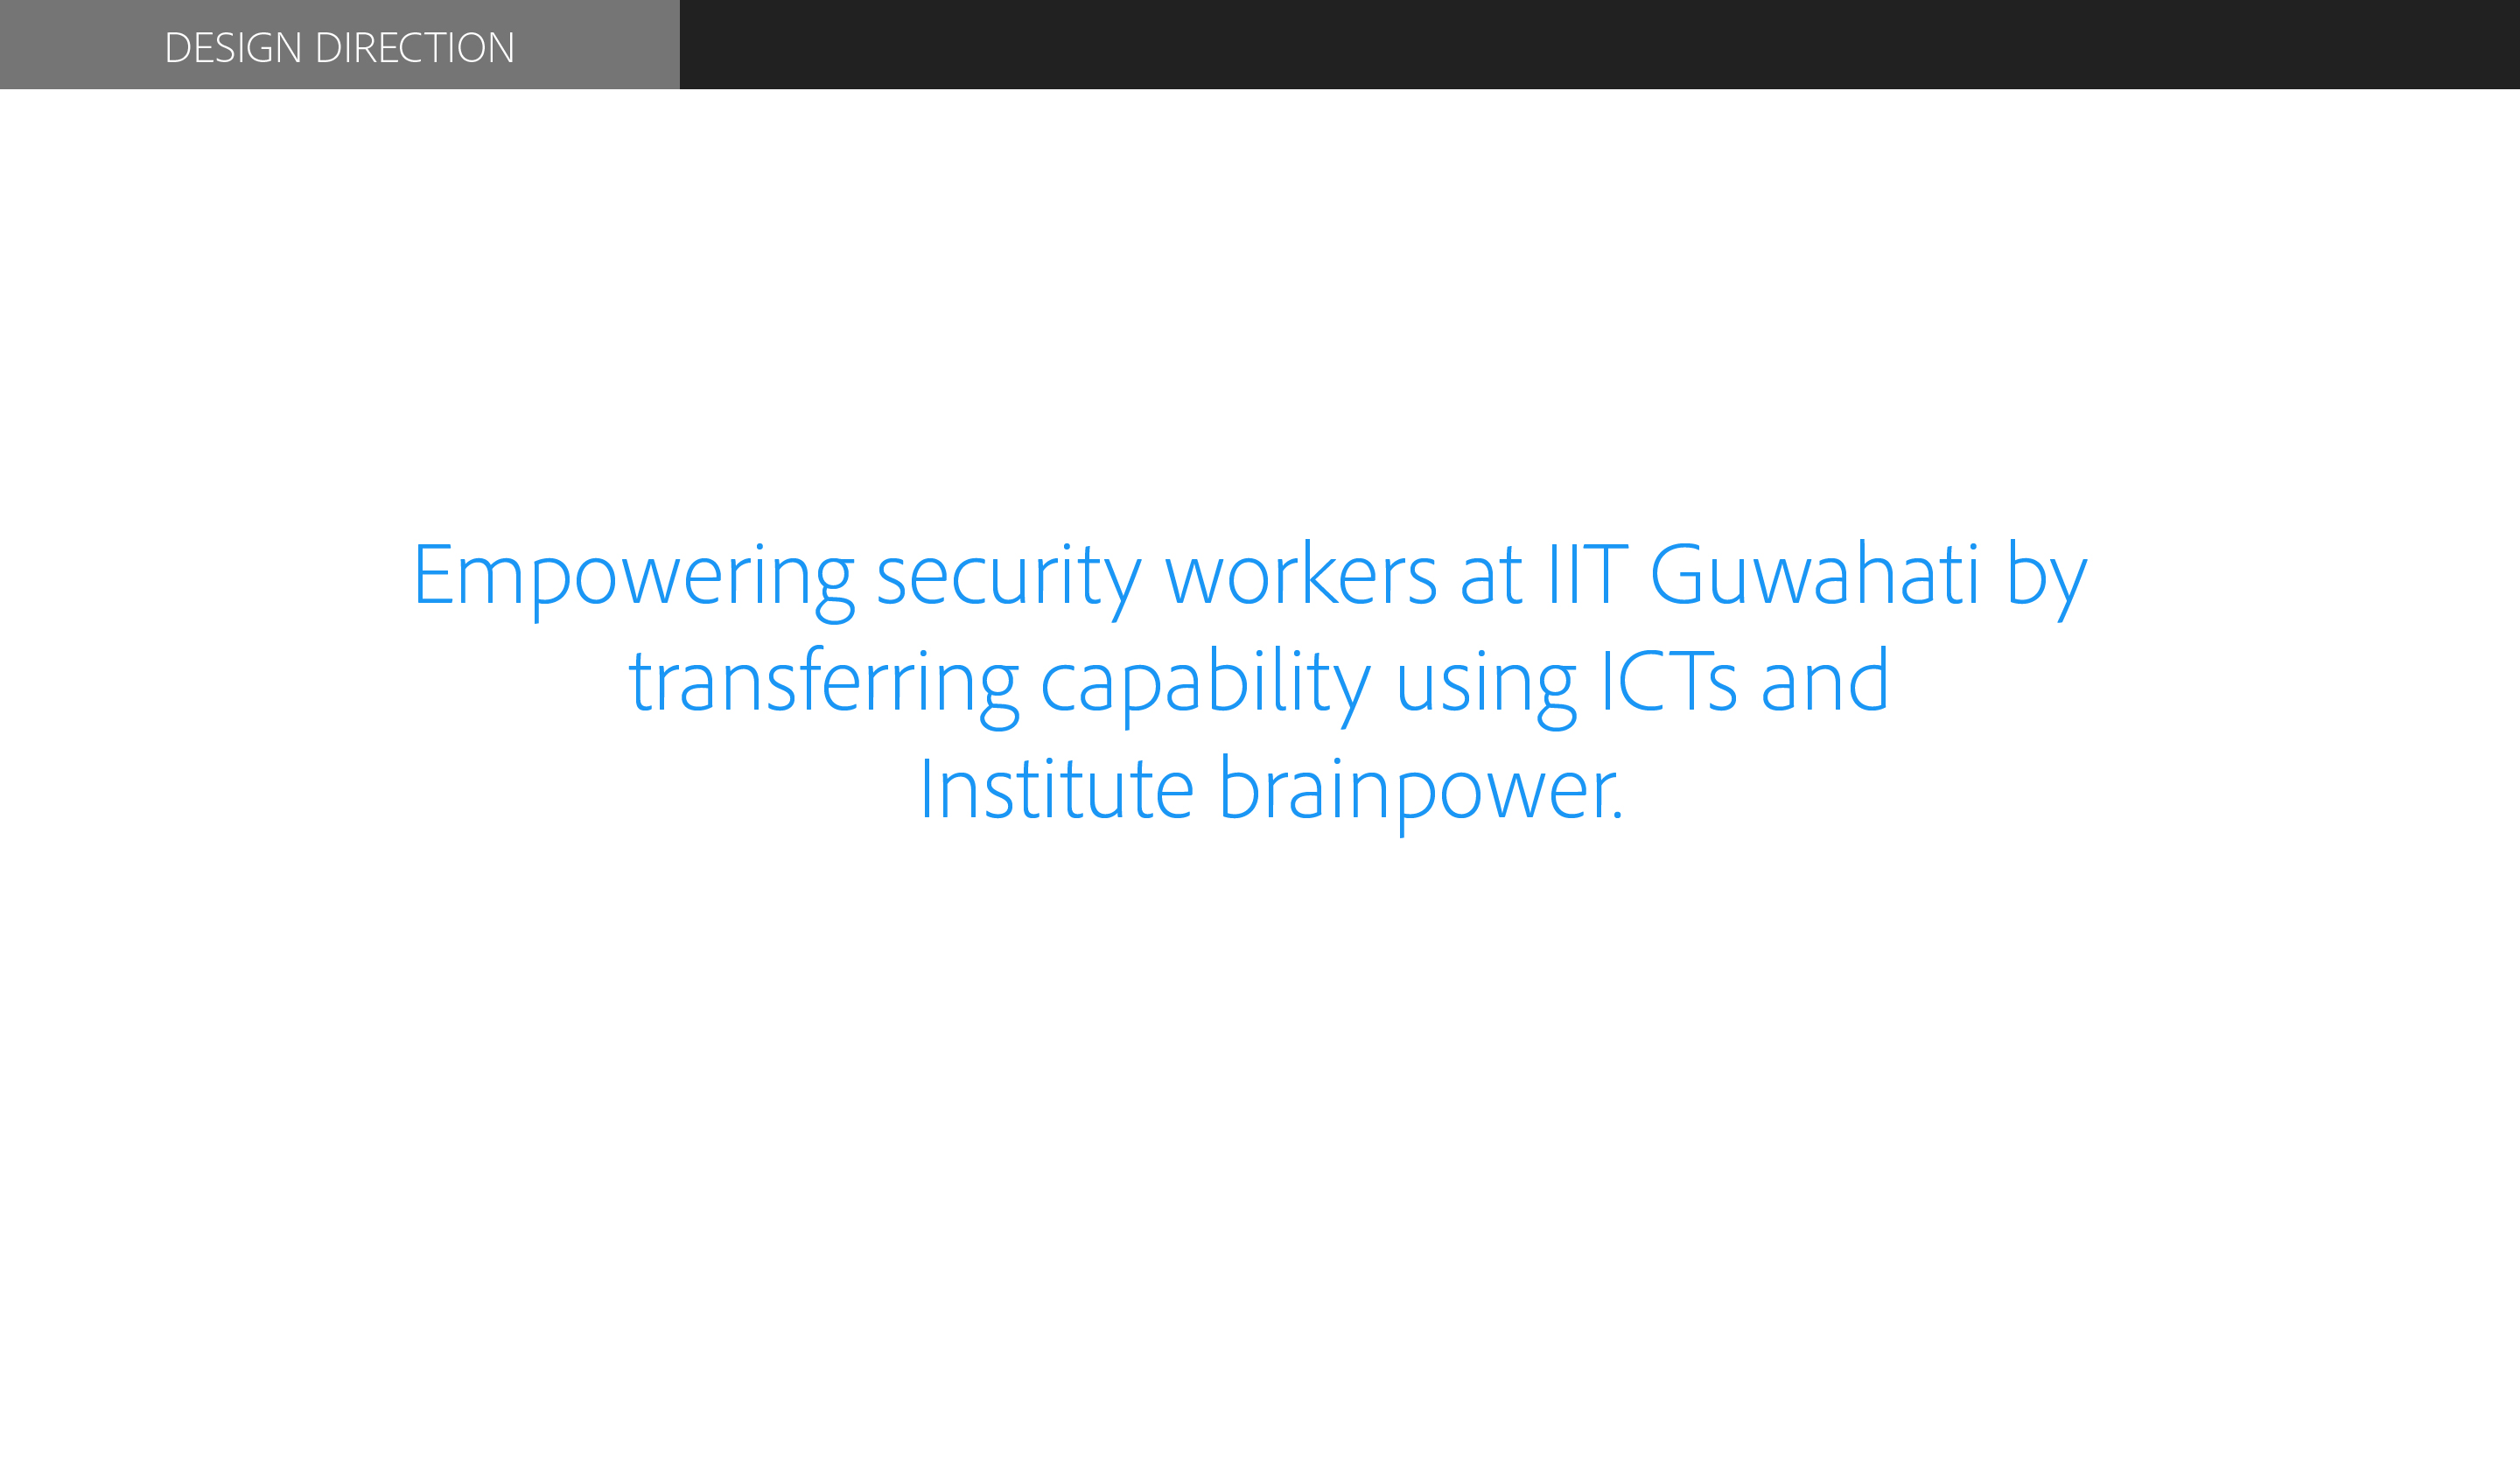 DESIGN DIRECTION
Empowering security workers at IIT Guwahati by
transferring capability using ICTs and
Institute brainpower.